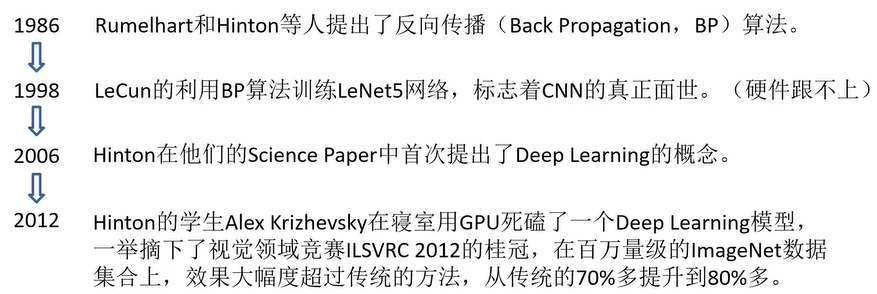 1986 Rumelhart和Hinton等人提出了反向传播（Back Propagation，BP）算法。
1998 LeCun的利用BP算法训练LeNet5网络，标志着CNN的真正面世。（硬件跟不上）
2006 Hinton在他们的Science Paper中首次提出了Deep Learning的概念。
2012 Hinton的学生Alex Krizhevsky在寝室用GPU死磕了一个Deep Learning模型，
一举摘下了视觉领域竞赛ILSVRC 2012的桂冠，在百万量级的ImageNet数据
集合上，效果大幅度超过传统的方法，从传统的70%多提升到80%多。